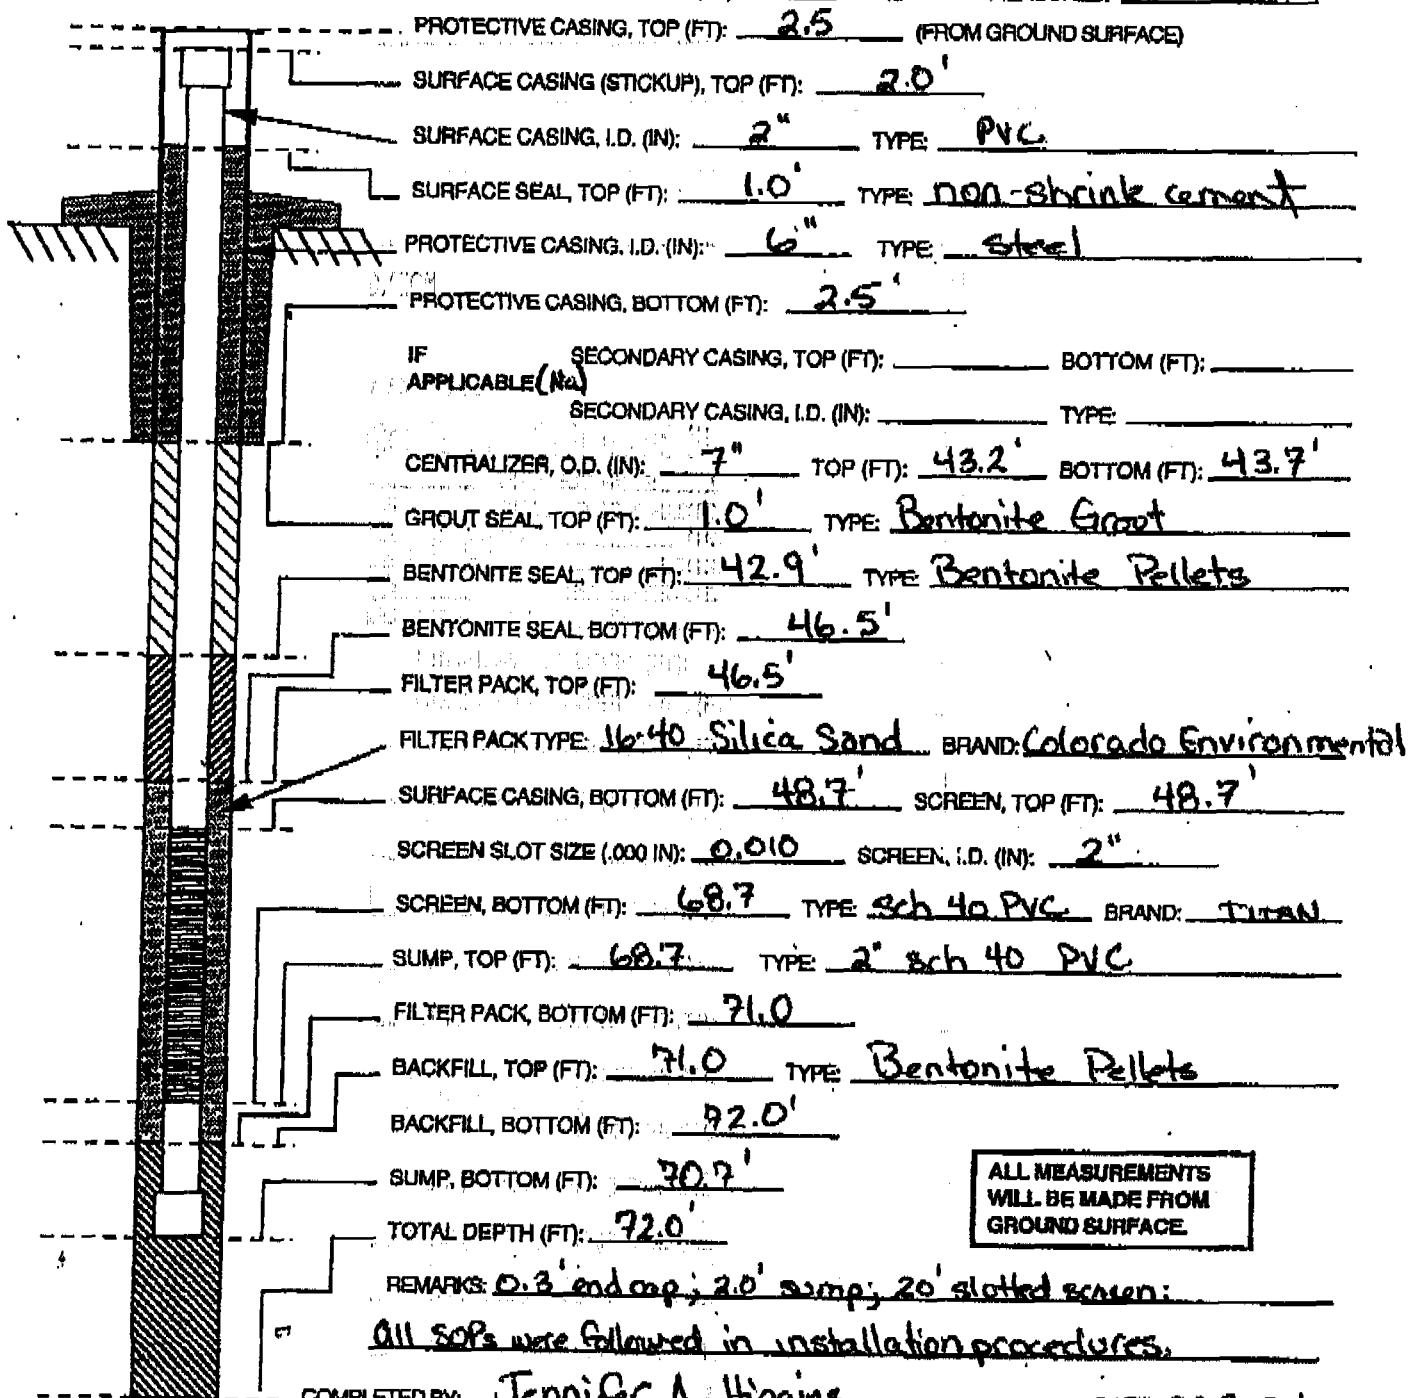 PROTECTIVE CASING, TOP (FT): 2.5 (FROM GROUND SURFACE)
SURFACE CASING (STICKUP), TOP (FT): 2.0'
SURFACE CASING, I.D. (IN): 2" TYPE: PVC
SURFACE SEAL, TOP (FT): 1.0' TYPE: non-shrink cement
PROTECTIVE CASING, I.D. (IN): 6" TYPE: steel
PROTECTIVE CASING, BOTTOM (FT): 2.5'
IF APPLICABLE (Na) SECONDARY CASING, TOP (FT): BOTTOM (FT):
SECONDARY CASING, I.D. (IN): TYPE:
CENTRALIZER, O.D. (IN): 7" TOP (FT): 43.2' BOTTOM (FT): 43.7'
GROUT SEAL, TOP (FT): 1.0' TYPE: Bentonite Grout
BENTONITE SEAL, TOP (FT): 42.9' TYPE: Bentonite Pellets
BENTONITE SEAL, BOTTOM (FT): 46.5'
FILTER PACK, TOP (FT): 46.5'
FILTER PACK TYPE: 16-40 Silica Sand BRAND: Colorado Environmental
SURFACE CASING, BOTTOM (FT): 48.7' SCREEN, TOP (FT): 48.7'
SCREEN SLOT SIZE (.000 IN): 0.010 SCREEN, I.D. (IN): 2"
SCREEN, BOTTOM (FT): 68.7 TYPE: sch 40 PVC BRAND: TITAN
SUMP, TOP (FT): 68.7 TYPE: 2" sch 40 PVC
FILTER PACK, BOTTOM (FT): 71.0
BACKFILL, TOP (FT): 71.0 TYPE: Bentonite Pellets
BACKFILL, BOTTOM (FT): 72.0'
SUMP, BOTTOM (FT): 70.7'
TOTAL DEPTH (FT): 72.0'
ALL MEASUREMENTS
WILL BE MADE FROM
GROUND SURFACE.
REMARKS: 0.3' endcap; 2.0' sump; 20' slotted screen;
All SOPs were followed in installation procedures.
COMPLETED BY: Jennifer A. Higgins